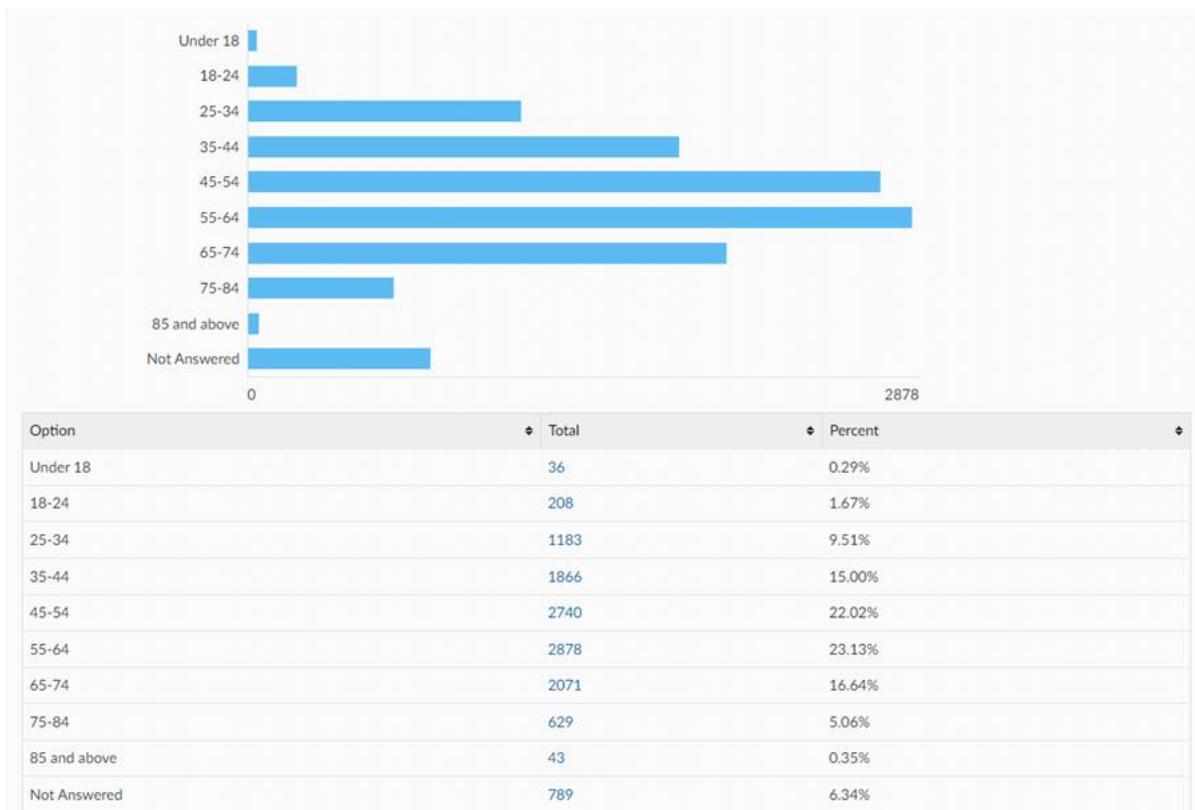 Under 18
18-24
25-34
35-44
45-54
55-64
65-74
75-84
85 and above
Not Answered
0 2878
Option Total Percent
Under 18 36 0.29%
18-24 208 1.67%
25-34 1183 9.51%
35-44 1866 15.00%
45-54 2740 22.02%
55-64 2878 23.13%
65-74 2071 16.64%
75-84 629 5.06%
85 and above 43 0.35%
Not Answered 789 6.34%